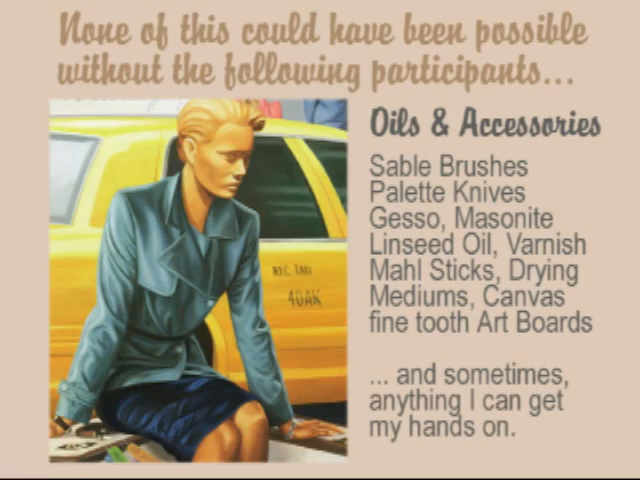 None of this could have been possible
without the following participants...
Oils & Accessories
Sable Brushes
Palette Knives
Gesso, Masonite
Linseed Oil, Varnish
Mahl Sticks, Drying
Mediums, Canvas
fine tooth Art Boards
... and sometimes,
anything I can get
my hands on.
N.Y.C. TAXI
40AK